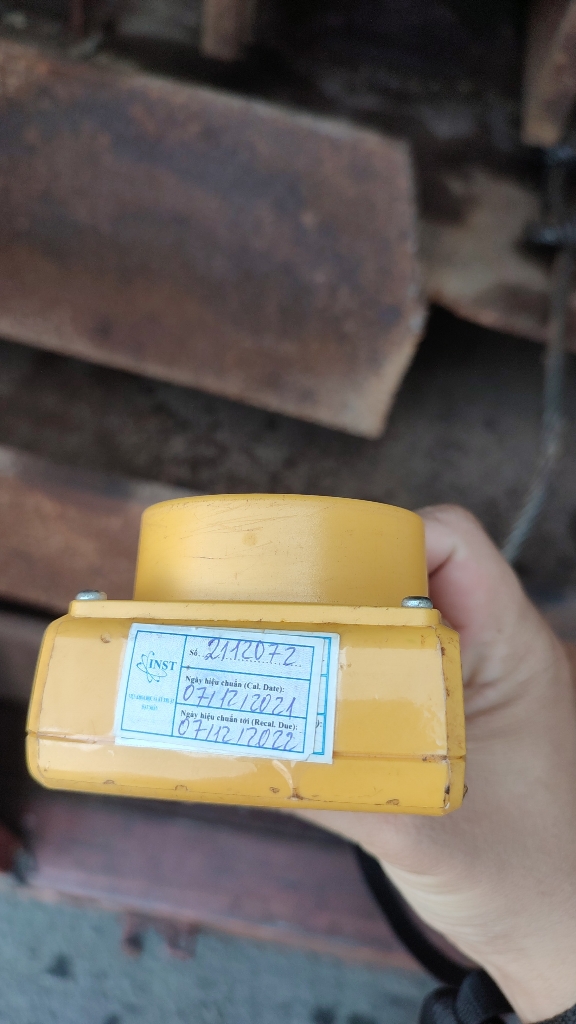 INST
Số: 2112072
Ngày hiệu chuẩn (Cal. Date):
07/12/2021
Ngày hiệu chuẩn tới (Recal. Due):
07/12/2022